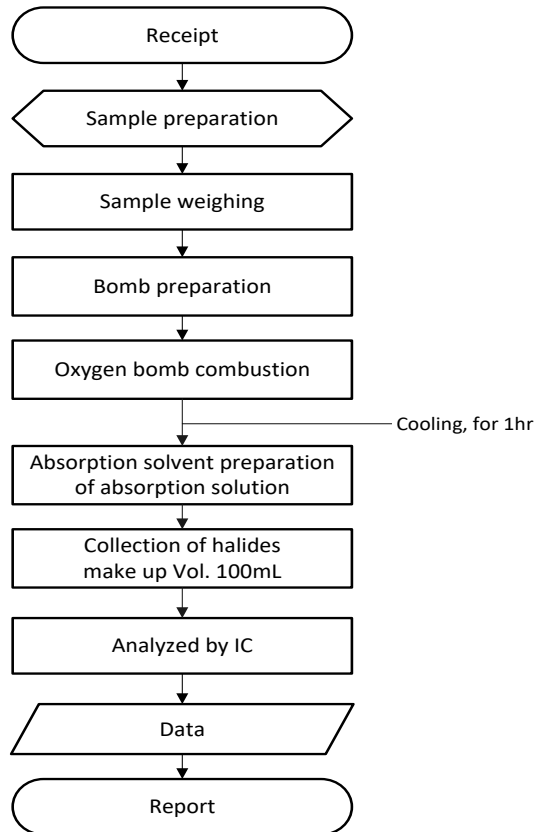 Receipt
Sample preparation
Sample weighing
Bomb preparation
Oxygen bomb combustion
Cooling, for 1hr
Absorption solvent preparation
of absorption solution
Collection of halides
make up Vol. 100mL
Analyzed by IC
Data
Report